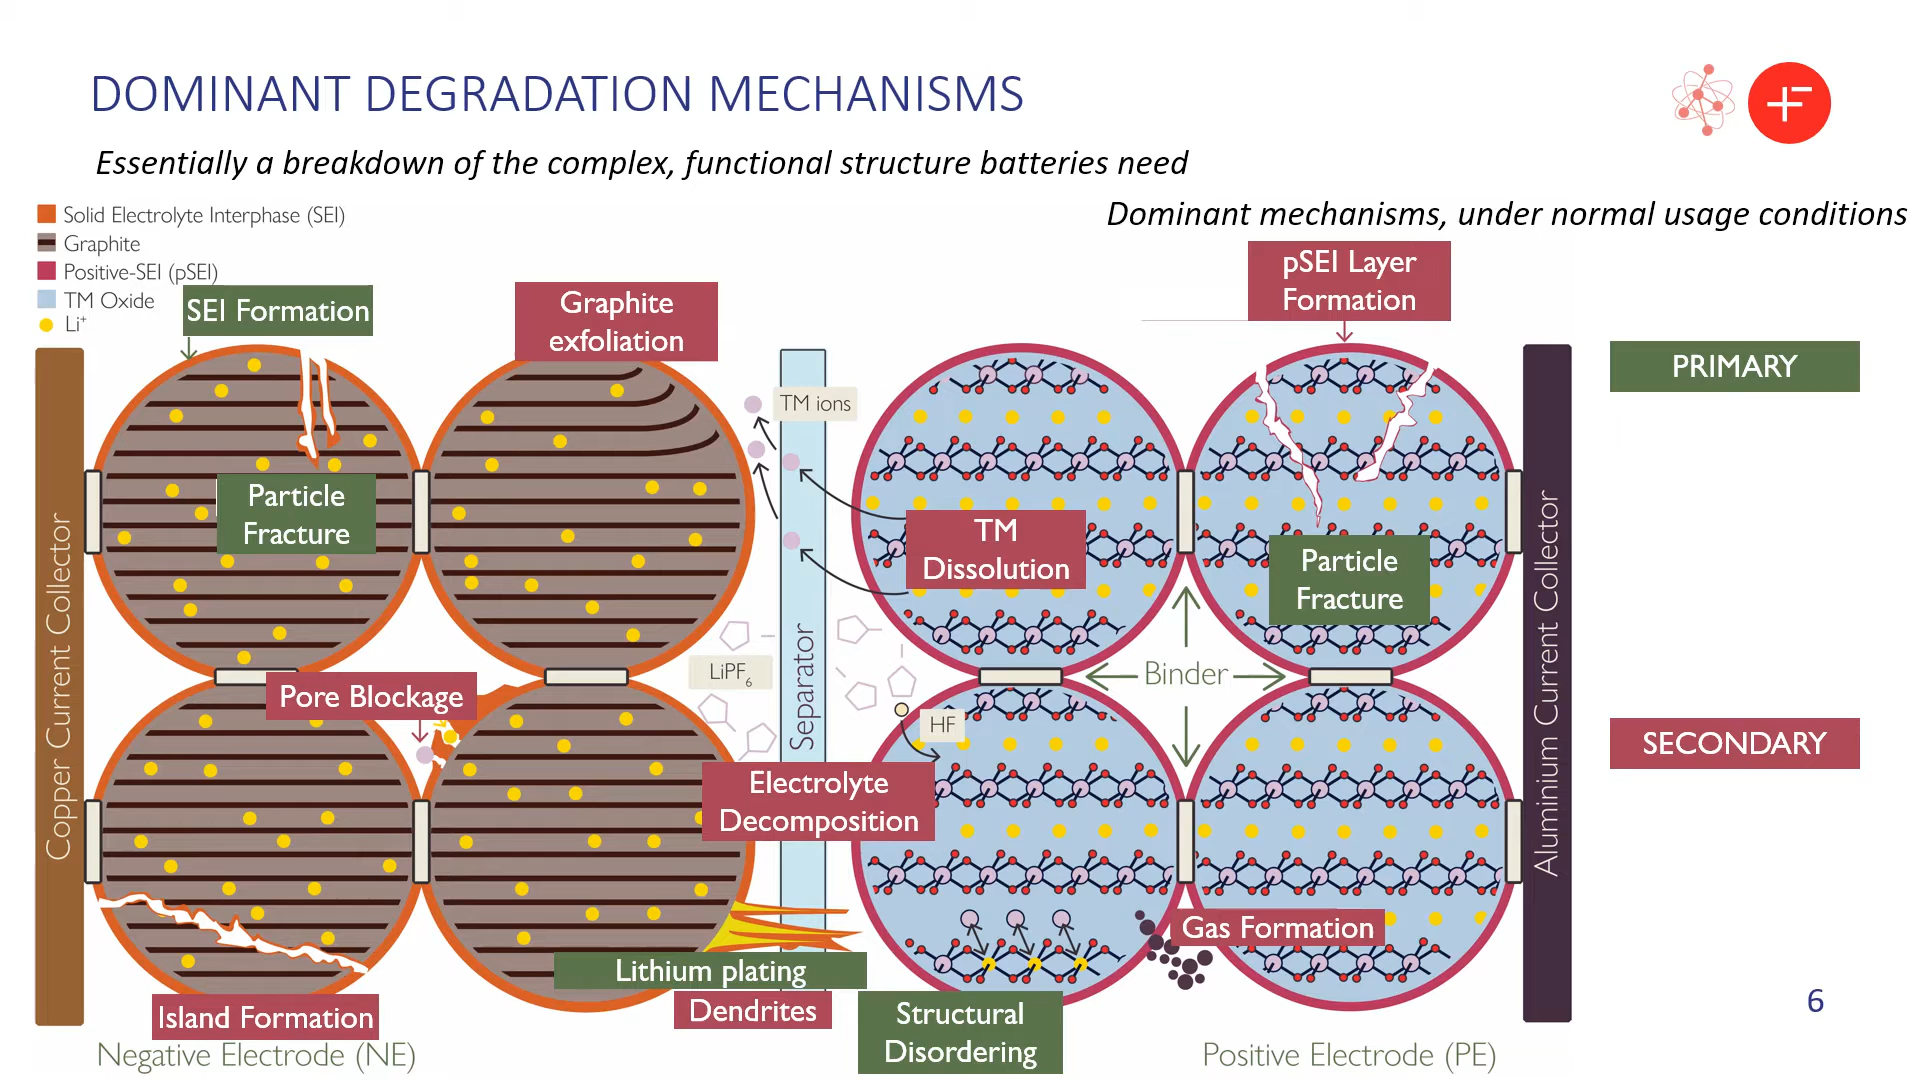 DOMINANT DEGRADATION MECHANISMS
Essentially a breakdown of the complex, functional structure batteries need
Dominant mechanisms, under normal usage conditions
Solid Electrolyte Interphase (SEI)
Graphite
Positive-SEI (pSEI)
TM Oxide
Li⁺
SEI Formation
Graphite
exfoliation
pSEI Layer
Formation
PRIMARY
TM ions
Particle
Fracture
TM
Dissolution
Particle
Fracture
Copper Current Collector
Separator
Aluminium Current Collector
LiPF₆
Binder
Pore Blockage
HF
SECONDARY
Electrolyte
Decomposition
Gas Formation
Lithium plating
Dendrites
Island Formation
Structural
Disordering
6
Negative Electrode (NE)
Positive Electrode (PE)